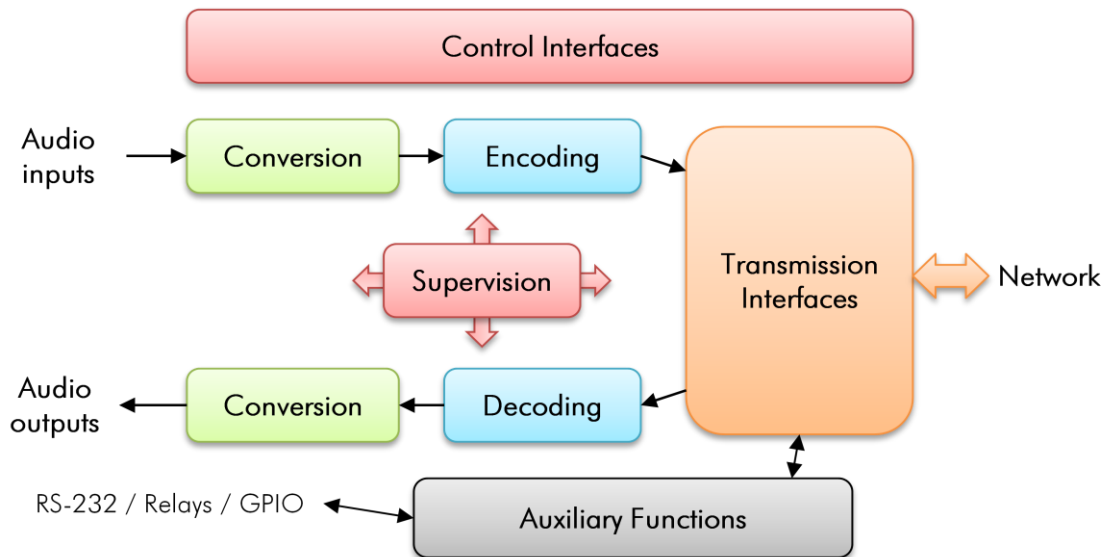 Control Interfaces
Audio
inputs
Conversion
Encoding
Transmission
Interfaces
Network
Supervision
Audio
outputs
Conversion
Decoding
RS-232 / Relays / GPIO
Auxiliary Functions